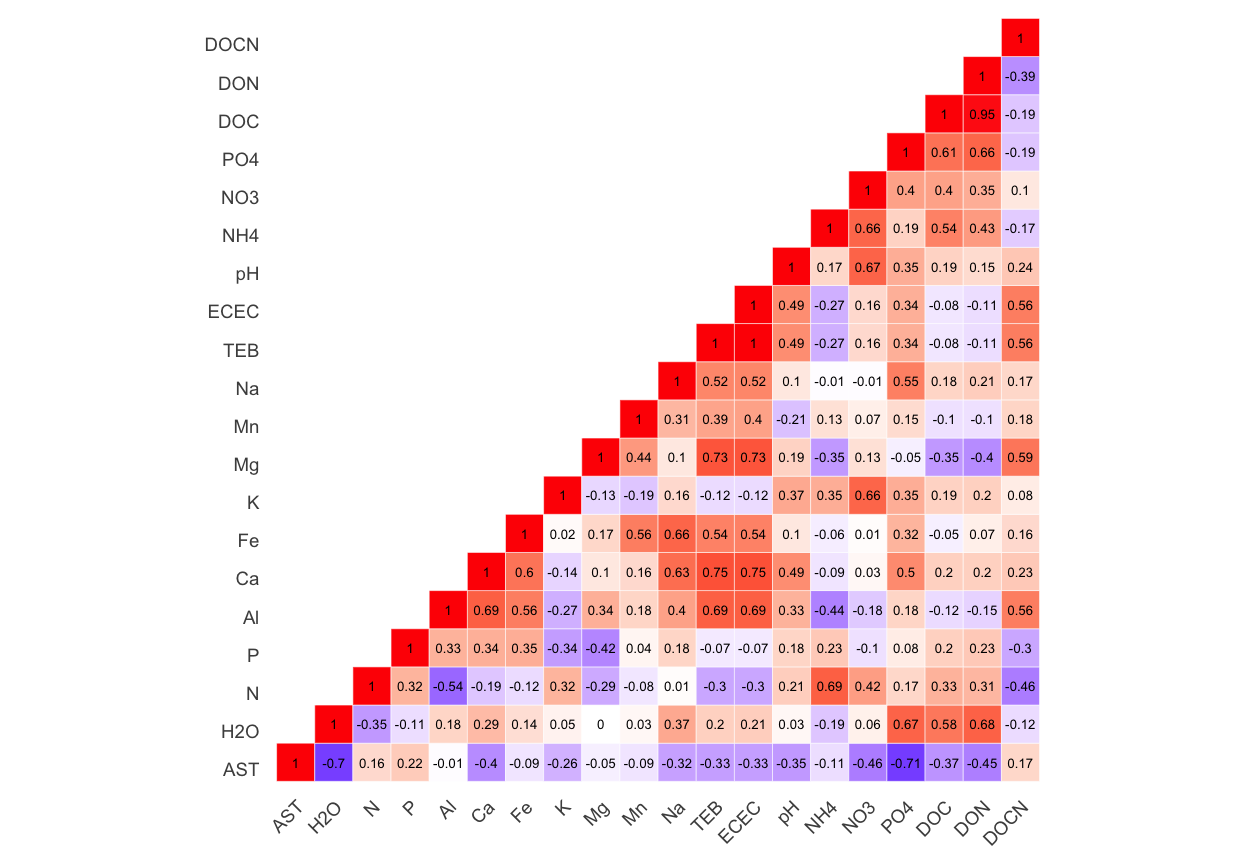 DOCN 1
DON 1 -0.39
DOC 1 0.95 -0.19
PO4 1 0.61 0.66 -0.19
NO3 1 0.4 0.4 0.35 0.1
NH4 1 0.66 0.19 0.54 0.43 -0.17
pH 1 0.17 0.67 0.35 0.19 0.15 0.24
ECEC 1 0.49 -0.27 0.16 0.34 -0.08 -0.11 0.56
TEB 1 1 0.49 -0.27 0.16 0.34 -0.08 -0.11 0.56
Na 1 0.52 0.52 0.1 -0.01 -0.01 0.55 0.18 0.21 0.17
Mn 1 0.31 0.39 0.4 -0.21 0.13 0.07 0.15 -0.1 -0.1 0.18
Mg 1 0.44 0.1 0.73 0.73 0.19 -0.35 0.13 -0.05 -0.35 -0.4 0.59
K 1 -0.13 -0.19 0.16 -0.12 -0.12 0.37 0.35 0.66 0.35 0.19 0.2 0.08
Fe 1 0.02 0.17 0.56 0.66 0.54 0.54 0.1 -0.06 0.01 0.32 -0.05 0.07 0.16
Ca 1 0.6 -0.14 0.1 0.16 0.63 0.75 0.75 0.49 -0.09 0.03 0.5 0.2 0.2 0.23
Al 1 0.69 0.56 -0.27 0.34 0.18 0.4 0.69 0.69 0.33 -0.44 -0.18 0.18 -0.12 -0.15 0.56
P 1 0.33 0.34 0.35 -0.34 -0.42 0.04 0.18 -0.07 -0.07 0.18 0.23 -0.1 0.08 0.2 0.23 -0.3
N 1 0.32 -0.54 -0.19 -0.12 0.32 -0.29 -0.08 0.01 -0.3 -0.3 0.21 0.69 0.42 0.17 0.33 0.31 -0.46
H2O 1 -0.35 -0.11 0.18 0.29 0.14 0.05 0 0.03 0.37 0.2 0.21 0.03 -0.19 0.06 0.67 0.58 0.68 -0.12
AST 1 -0.7 0.16 0.22 -0.01 -0.4 -0.09 -0.26 -0.05 -0.09 -0.32 -0.33 -0.33 -0.35 -0.11 -0.46 -0.71 -0.37 -0.45 0.17
AST H2O N P Al Ca Fe K Mg Mn Na TEB ECEC pH NH4 NO3 PO4 DOC DON DOCN